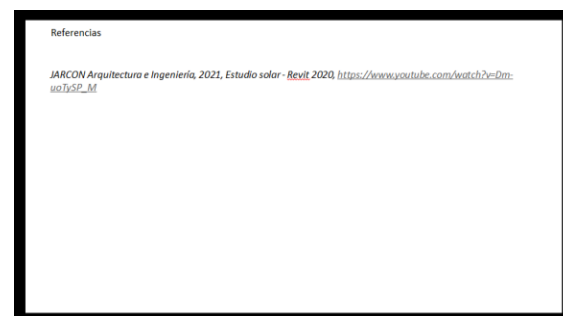 Referencias
JARCON Arquitectura e Ingeniería, 2021, Estudio solar - Revit 2020, https://www.youtube.com/watch?v=Dm-
uoTySP_M